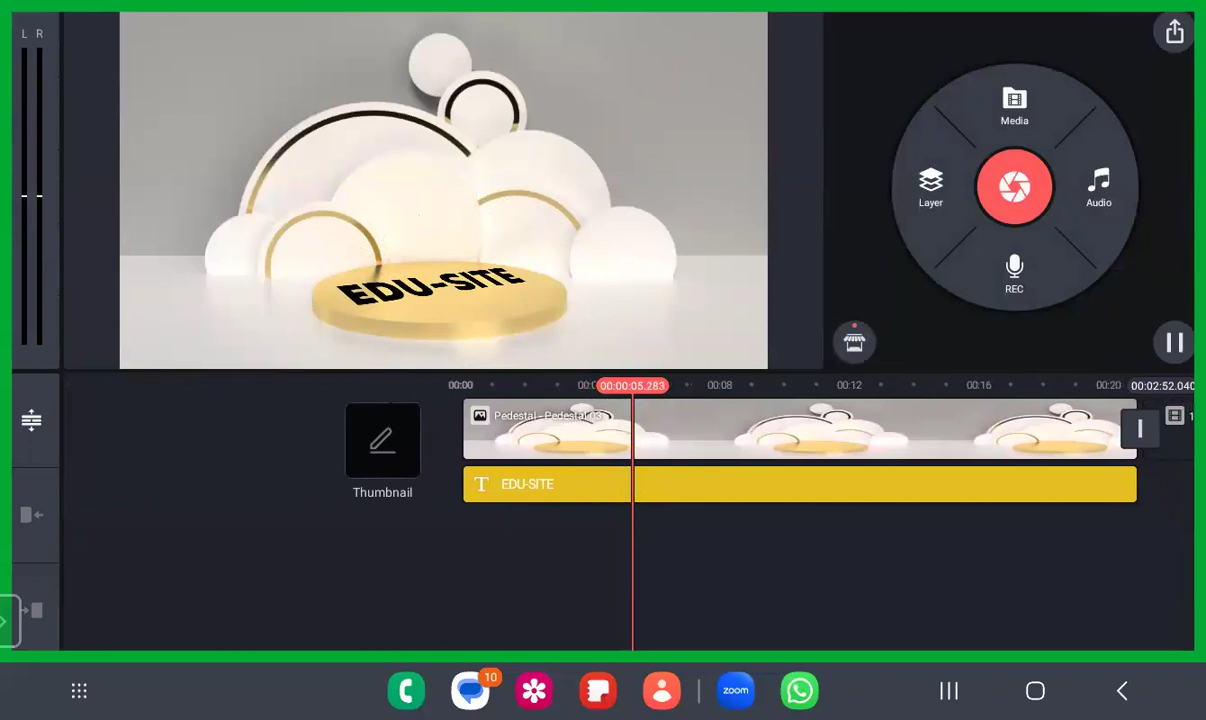 L R
Media
Layer
Audio
REC
EDU-SITE
00:00
00:00:05.283
00:08
00:12
00:16
00:20
00:02:52.040
Pedestal - Pedestal 03
1
EDU-SITE
Thumbnail
10
zoom